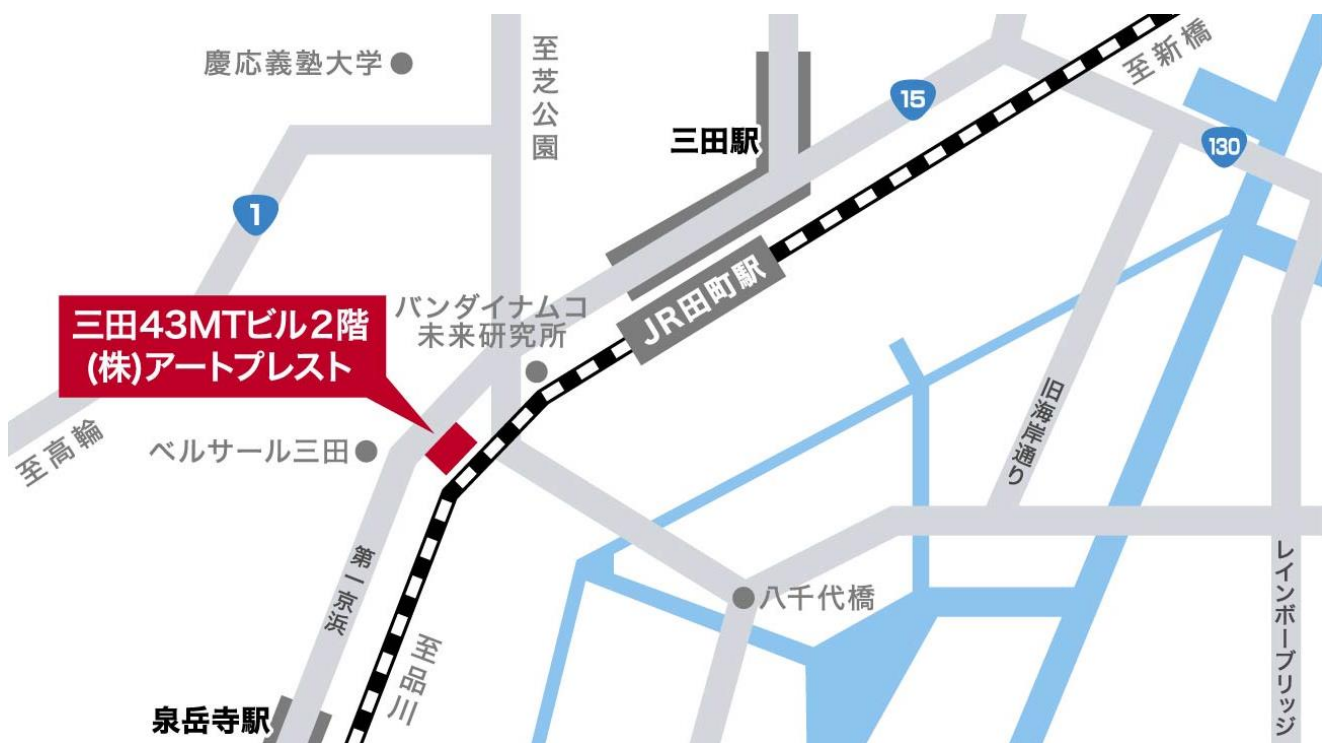 慶応義塾大学
至芝公園
至新橋
15
三田駅
130
1
JR田町駅
バンダイナムコ
未来研究所
三田43MTビル2階
(株)アートプレスト
至高輪
ベルサール三田
旧海岸通り
第一京浜
八千代橋
レインボーブリッジ
至品川
泉岳寺駅